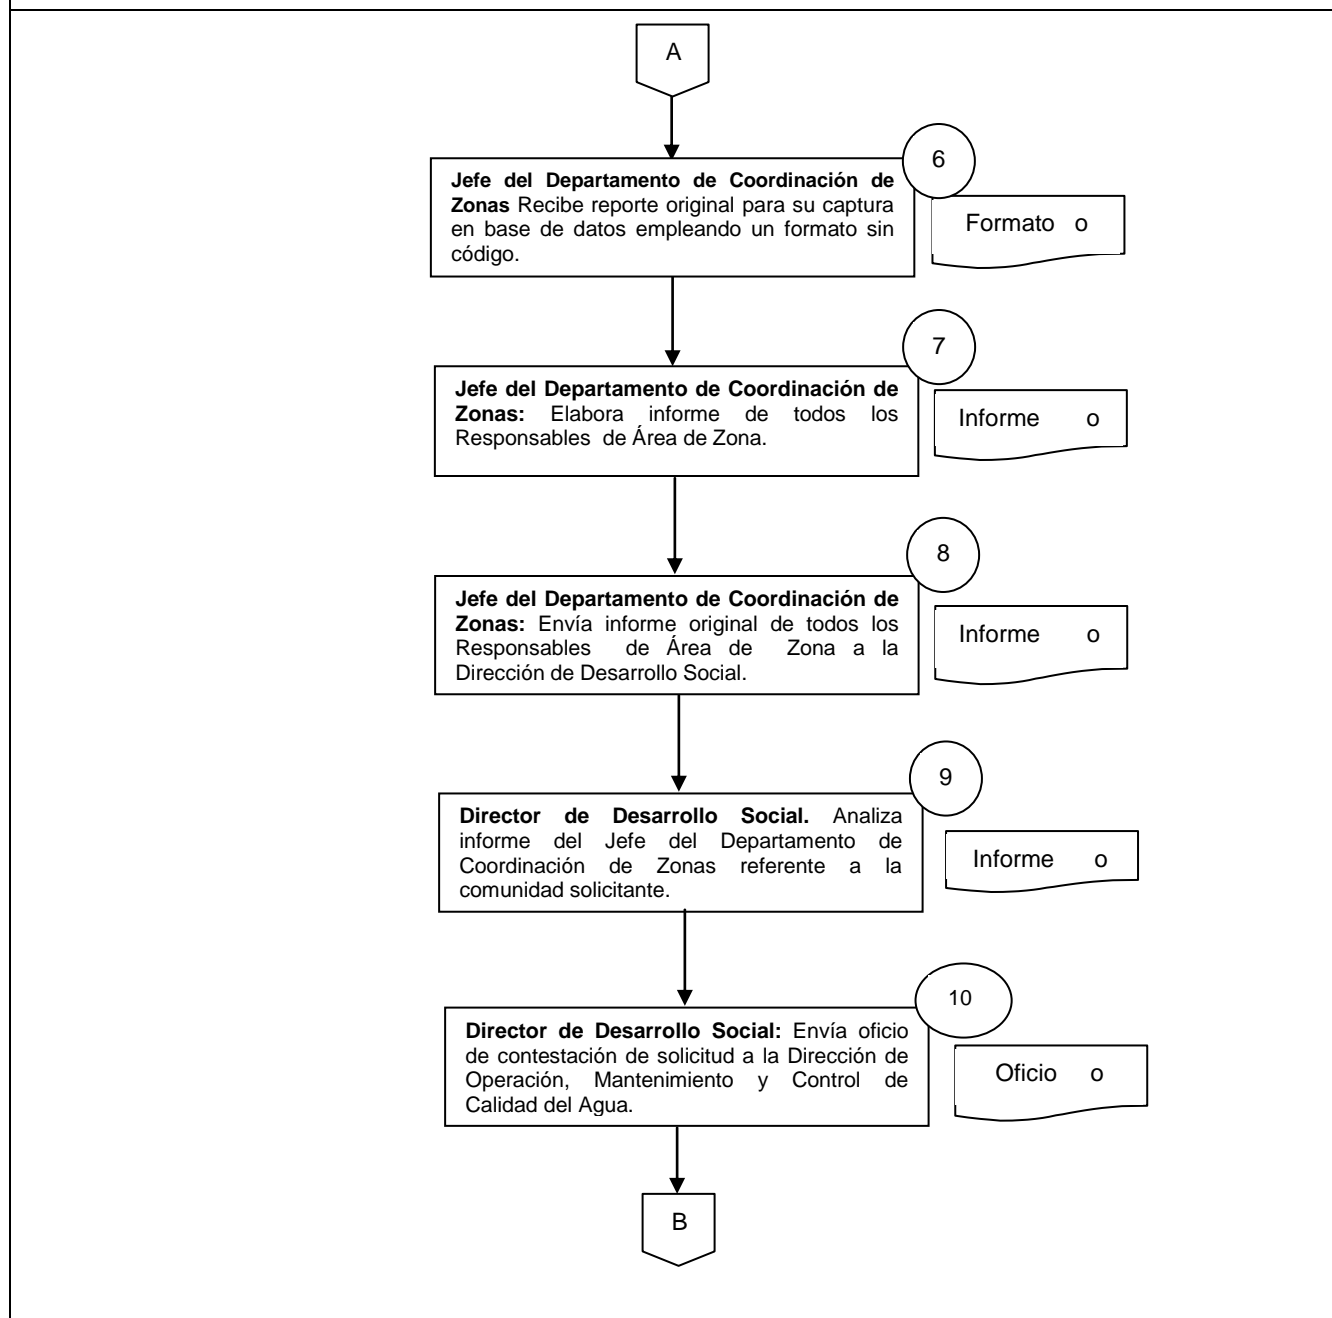 A
6
Jefe del Departamento de Coordinación de
Zonas Recibe reporte original para su captura
en base de datos empleando un formato sin
código.
Formato o
7
Jefe del Departamento de Coordinación de
Zonas: Elabora informe de todos los
Responsables de Área de Zona.
Informe o
8
Jefe del Departamento de Coordinación de
Zonas: Envía informe original de todos los
Responsables de Área de Zona a la
Dirección de Desarrollo Social.
Informe o
9
Director de Desarrollo Social. Analiza
informe del Jefe del Departamento de
Coordinación de Zonas referente a la
comunidad solicitante.
Informe o
10
Director de Desarrollo Social: Envía oficio
de contestación de solicitud a la Dirección de
Operación, Mantenimiento y Control de
Calidad del Agua.
Oficio o
B